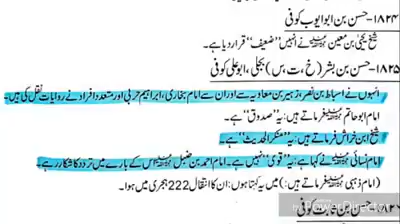 ۱۸۲۴- حسن بن ابوایوب کوفی
شیخ یحییٰ بن معین نے انہیں "ضعیف" قرار دیا ہے۔
۱۸۲۵- حسن بن بشر (خ، ت، س) بجلی، ابوعلی کوفی
انہوں نے اسباط بن نصر، زہیر بن معاویہ سے اور ان سے امام بخاری، ابراہیم حربی اور متعدد افراد نے روایات نقل کی ہیں۔
امام ابوحاتم فرماتے ہیں: یہ "صدوق" ہے۔
شیخ ابن خراش فرماتے ہیں: یہ "منکر الحدیث" ہے۔
امام نسائی نے کہا ہے: یہ "قوی" نہیں ہے۔ امام احمد بن حنبل اس کے بارے میں تردد کا شکار رہے۔
(امام ذہبی فرماتے ہیں:) میں یہ کہتا ہوں: ان کا انتقال 222 ہجری میں ہوا۔
کوفی
PowerDirector